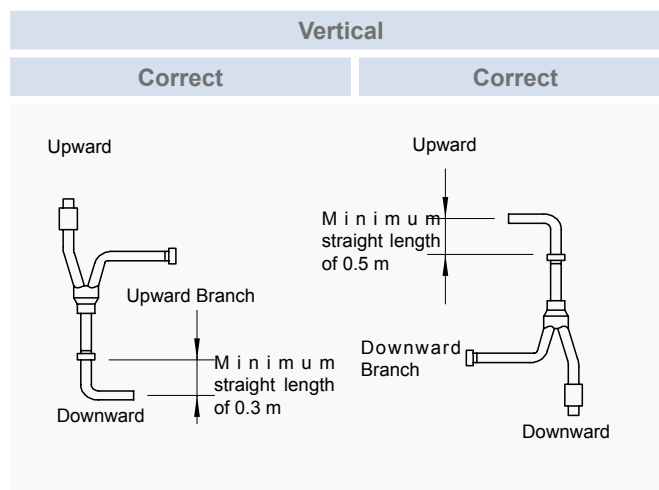 Vertical
Correct
Correct
Upward
Upward Branch
Minimum
straight length
of 0.3 m
Downward
Upward
Minimum
straight length
of 0.5 m
Downward
Branch
Downward